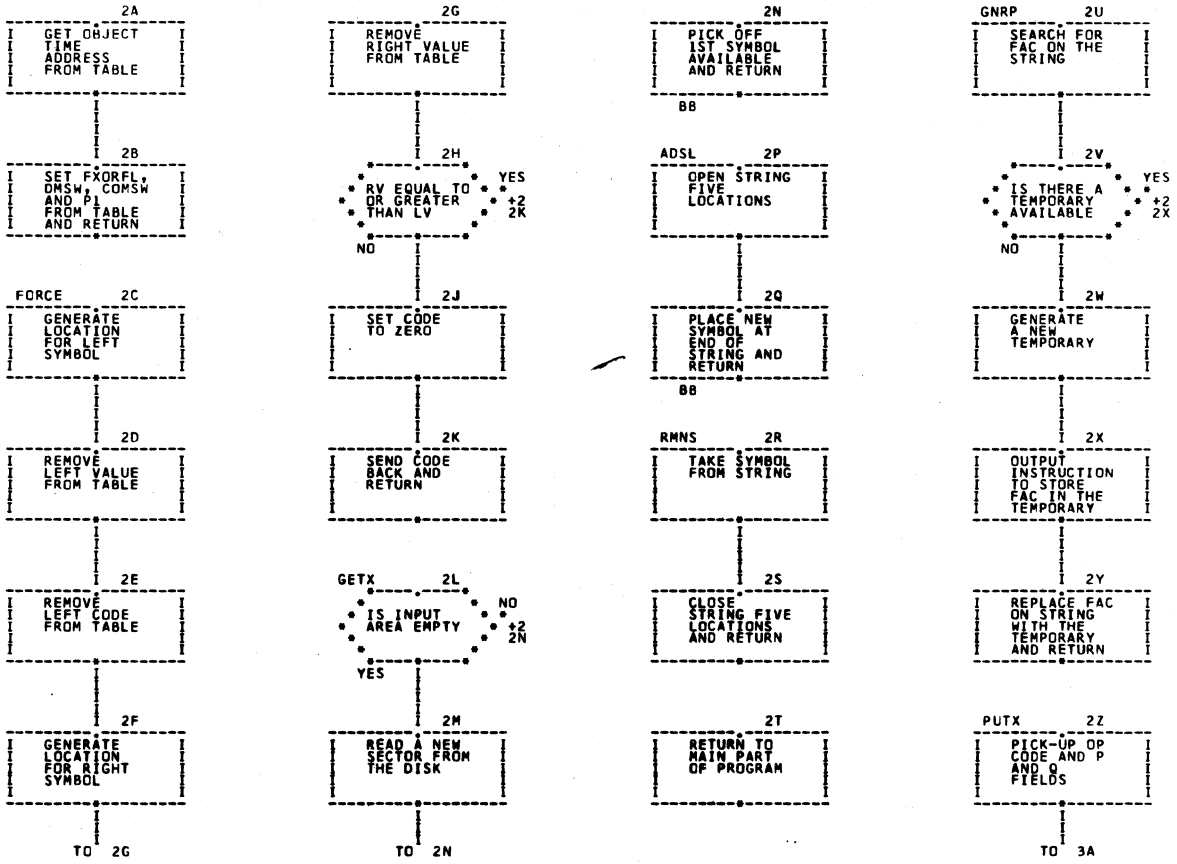 2A
GET OBJECT
TIME
ADDRESS
FROM TABLE
2B
SET FXORFL,
DMSW, COMSW
AND P1
FROM TABLE
AND RETURN
FORCE 2C
GENERATE
LOCATION
FOR LEFT
SYMBOL
2D
REMOVE
LEFT VALUE
FROM TABLE
2E
REMOVE
LEFT CODE
FROM TABLE
2F
GENERATE
LOCATION
FOR RIGHT
SYMBOL
TO 2G
2G
REMOVE
RIGHT VALUE
FROM TABLE
2H
RV EQUAL TO
OR GREATER
THAN LV
YES
+2
2K
NO
2J
SET CODE
TO ZERO
2K
SEND CODE
BACK AND
RETURN
GETX 2L
IS INPUT
AREA EMPTY
NO
+2
2N
YES
2M
READ A NEW
SECTOR FROM
THE DISK
TO 2N
2N
PICK OFF
1ST SYMBOL
AVAILABLE
AND RETURN
BB
ADSL 2P
OPEN STRING
FIVE
LOCATIONS
2Q
PLACE NEW
SYMBOL AT
END OF
STRING AND
RETURN
BB
RMNS 2R
TAKE SYMBOL
FROM STRING
2S
CLOSE
STRING FIVE
LOCATIONS
AND RETURN
2T
RETURN TO
MAIN PART
OF PROGRAM
GNRP 2U
SEARCH FOR
FAC ON THE
STRING
2V
IS THERE A
TEMPORARY
AVAILABLE
YES
+2
2X
NO
2W
GENERATE
A NEW
TEMPORARY
2X
OUTPUT
INSTRUCTION
TO STORE
FAC IN THE
TEMPORARY
2Y
REPLACE FAC
ON STRING
WITH THE
TEMPORARY
AND RETURN
PUTX 2Z
PICK-UP OP
CODE AND P
AND Q
FIELDS
TO 3A